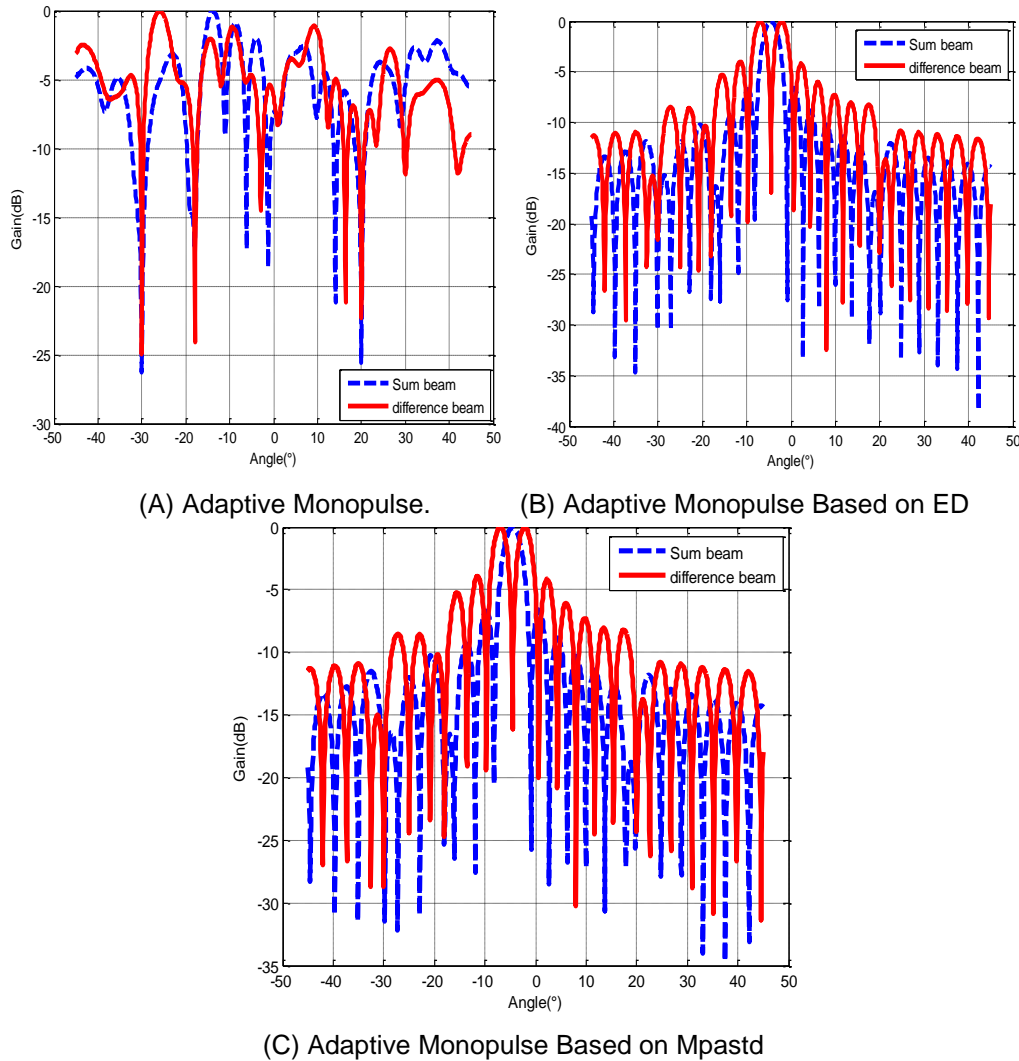 0
-5
-10
-15
-20
-25
-30
Gain(dB)
-50 -40 -30 -20 -10 0 10 20 30 40 50
Angle(°)
Sum beam
difference beam
(A) Adaptive Monopulse.
0
-5
-10
-15
-20
-25
-30
-35
-40
Gain(dB)
-50 -40 -30 -20 -10 0 10 20 30 40 50
Angle(°)
Sum beam
difference beam
(B) Adaptive Monopulse Based on ED
0
-5
-10
-15
-20
-25
-30
-35
Gain(dB)
-50 -40 -30 -20 -10 0 10 20 30 40 50
Angle(°)
Sum beam
difference beam
(C) Adaptive Monopulse Based on Mpastd